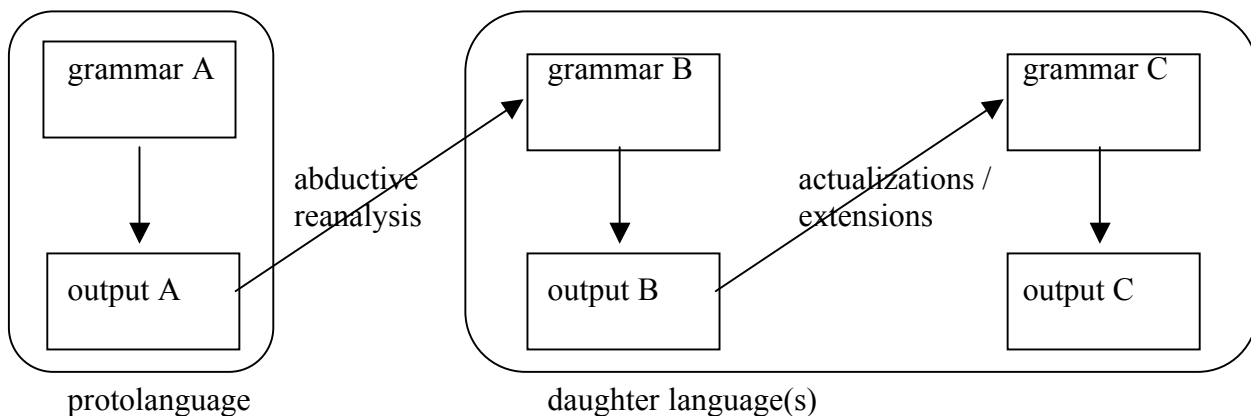 grammar A
grammar B
grammar C
abductive
reanalysis
actualizations /
extensions
output A
output B
output C
protolanguage
daughter language(s)